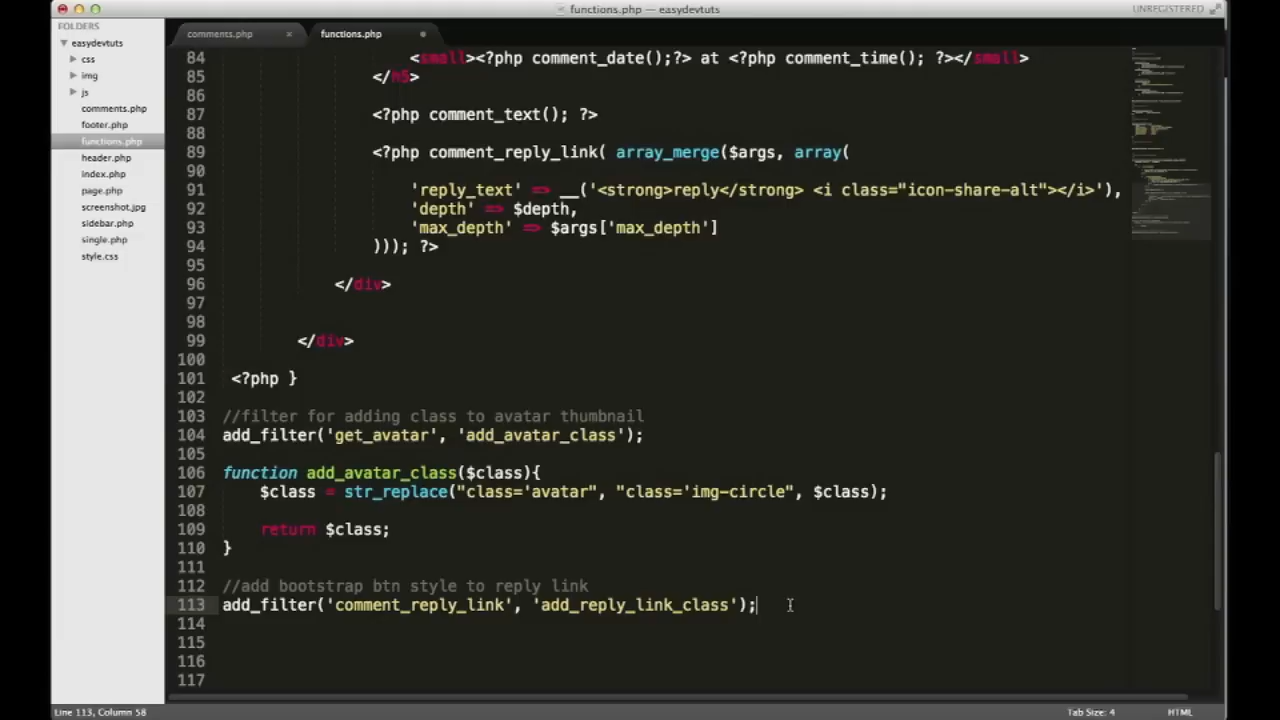 functions.php — easydevtuts
UNREGISTERED
FOLDERS
easydevtuts
css
img
js
comments.php
footer.php
functions.php
header.php
index.php
page.php
screenshot.jpg
sidebar.php
single.php
style.css
comments.php ×
functions.php
84 <small><?php comment_date();?> at <?php comment_time(); ?></small>
85 </h5>
86
87 <?php comment_text(); ?>
88
89 <?php comment_reply_link( array_merge($args, array(
90
91 'reply_text' => __('<strong>reply</strong> <i class="icon-share-alt"></i>'),
92 'depth' => $depth,
93 'max_depth' => $args['max_depth']
94 ))); ?>
95
96 </div>
97
98
99 </div>
100
101 <?php }
102
103 //filter for adding class to avatar thumbnail
104 add_filter('get_avatar', 'add_avatar_class');
105
106 function add_avatar_class($class){
107 $class = str_replace("class='avatar", "class='img-circle", $class);
108
109 return $class;
110 }
111
112 //add bootstrap btn style to reply link
113 add_filter('comment_reply_link', 'add_reply_link_class');
114
115
116
117
Line 113, Column 58
Tab Size: 4
HTML